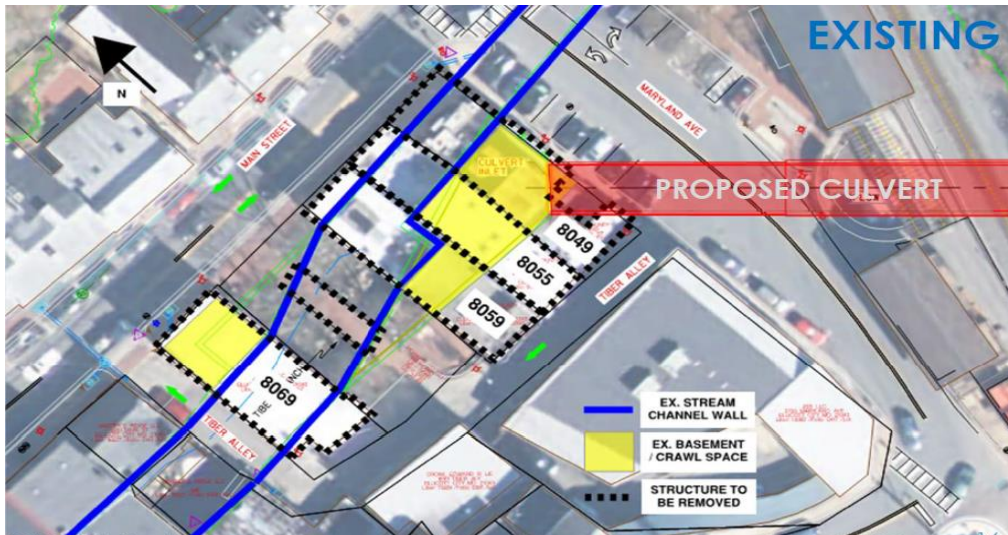 EXISTING
N
MARYLAND AVE
MAIN STREET
CULVERT
INLET
PROPOSED CULVERT
8049
8055
8059
TIBER ALLEY
8069
TIBE
TIBER ALLEY
EX. STREAM
CHANNEL WALL
EX. BASEMENT
/ CRAWL SPACE
STRUCTURE TO
BE REMOVED